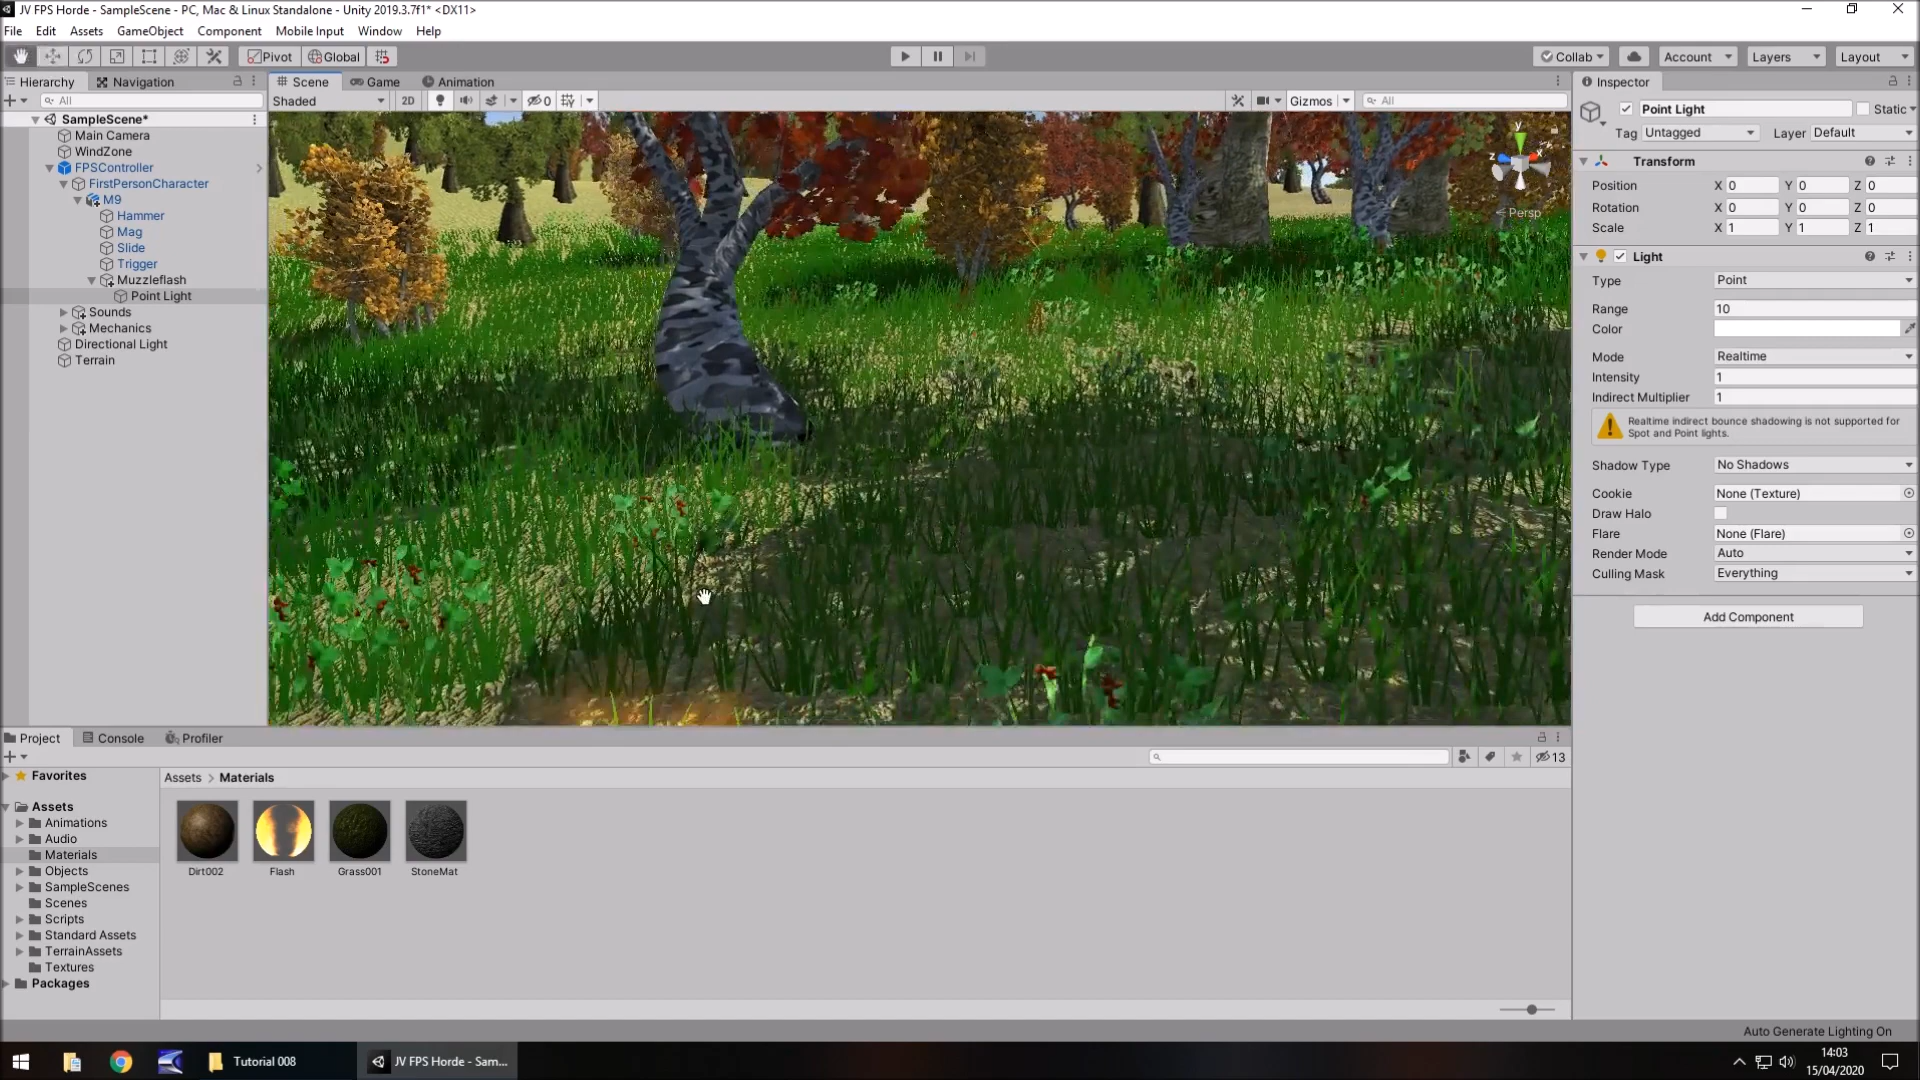 JV FPS Horde - SampleScene - PC, Mac & Linux Standalone - Unity 2019.3.7f1* <DX11>
File Edit Assets GameObject Component Mobile Input Window Help
Pivot Global Collab Account Layers Layout
Hierarchy Navigation Scene Game Animation Inspector
All Shaded 2D 0 Gizmos All
SampleScene*
Main Camera
WindZone
FPSController
FirstPersonCharacter
M9
Hammer
Mag
Slide
Trigger
Muzzleflash
Point Light
Sounds
Mechanics
Directional Light
Terrain
y
z x
Persp
Point Light Static
Tag Untagged Layer Default
Transform
Position X 0 Y 0 Z 0
Rotation X 0 Y 0 Z 0
Scale X 1 Y 1 Z 1
Light
Type Point
Range 10
Color
Mode Realtime
Intensity 1
Indirect Multiplier 1
Realtime indirect bounce shadowing is not supported for
Spot and Point lights.
Shadow Type No Shadows
Cookie None (Texture)
Draw Halo
Flare None (Flare)
Render Mode Auto
Culling Mask Everything
Add Component
Project Console Profiler
13
Favorites
Assets
Animations
Audio
Materials
Objects
SampleScenes
Scenes
Scripts
Standard Assets
TerrainAssets
Textures
Packages
Assets > Materials
Dirt002 Flash Grass001 StoneMat
Auto Generate Lighting On
Tutorial 008
JV FPS Horde - Sam...
14:03
15/04/2020